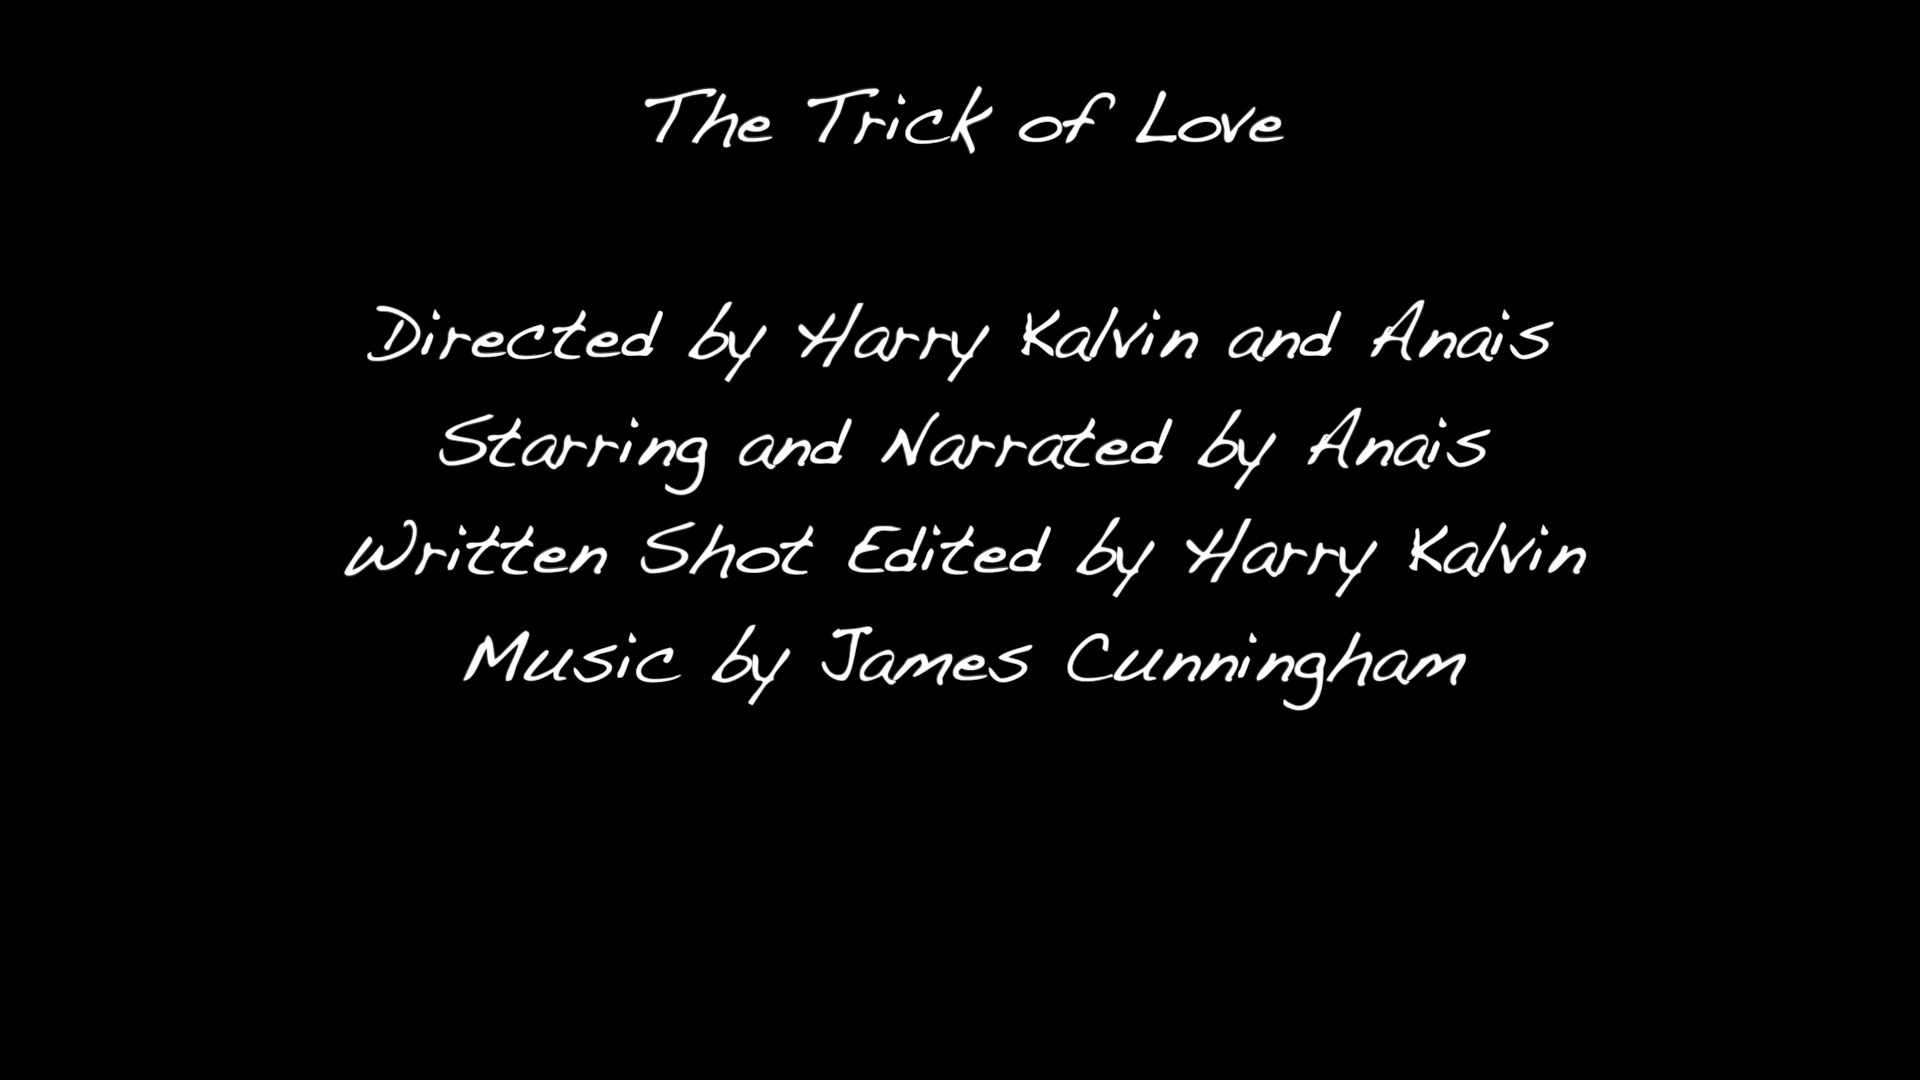 The Trick of Love
Directed by Harry Kalvin and Anais
Starring and Narrated by Anais
Written Shot Edited by Harry Kalvin
Music by James Cunningham